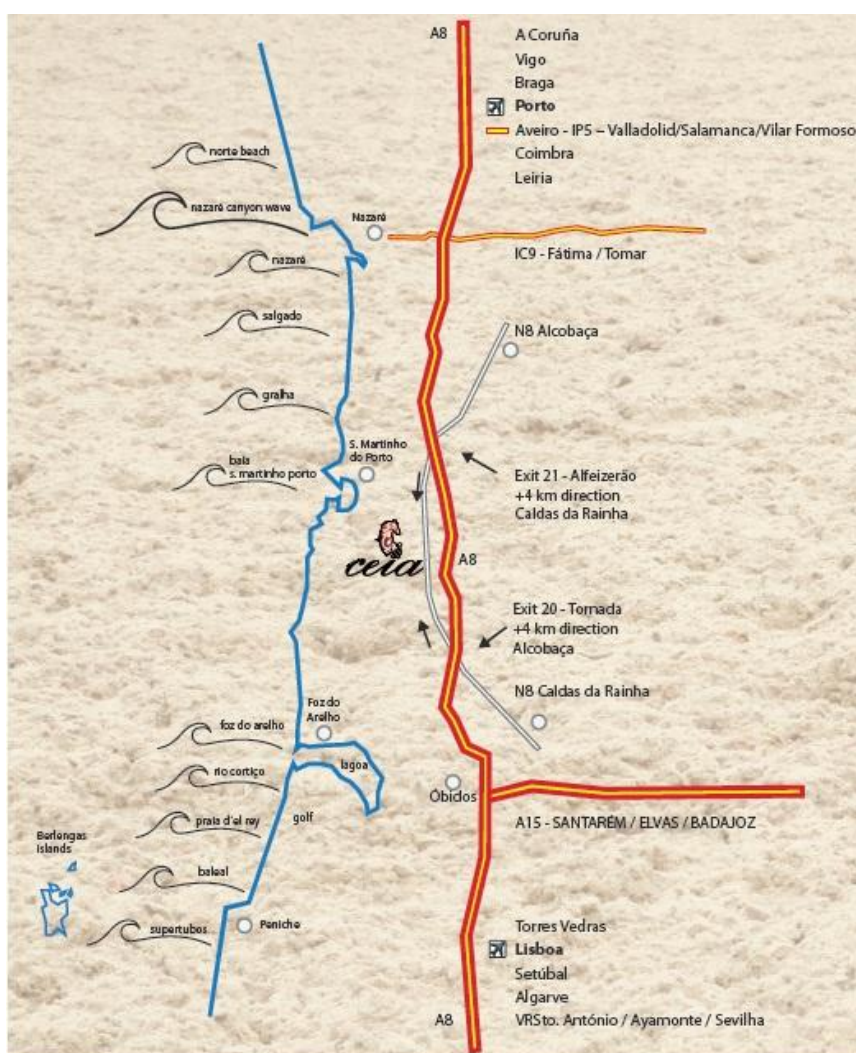 A8
A Coruña
Vigo
Braga
Porto
Aveiro - IP5 – Valladolid/Salamanca/Vilar Formoso
Coimbra
Leiria
norte beach
nazaré canyon wave
Nazaré
IC9 - Fátima / Tomar
nazaré
salgado
N8 Alcobaça
gralha
S. Martinho
do Porto
baía
s. martinho porto
Exit 21 - Alfeizerão
+4 km direction
Caldas da Rainha
ceia
A8
Exit 20 - Tornada
+4 km direction
Alcobaça
N8 Caldas da Rainha
Foz do
Arelho
foz do arelho
lagoa
rio cortiço
Óbidos
golf
praia d'el rey
A15 - SANTARÉM / ELVAS / BADAJOZ
Berlengas
Islands
baleal
Peniche
supertubos
Torres Vedras
Lisboa
Setúbal
Algarve
A8
VRSto. António / Ayamonte / Sevilha